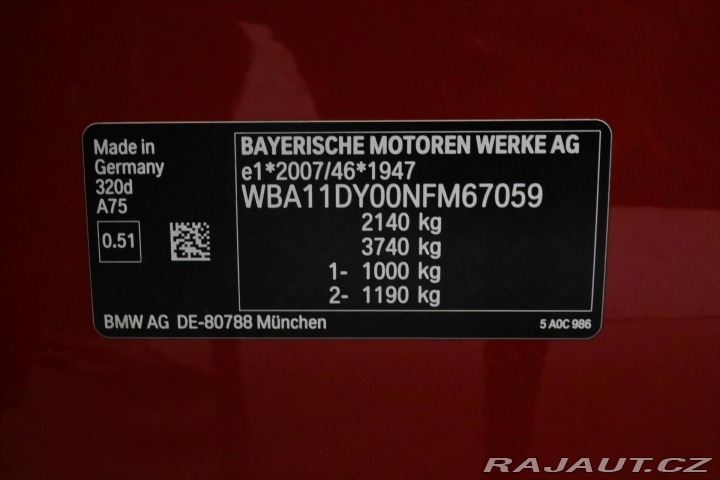 Made in
Germany
320d
A75
0.51
BAYERISCHE MOTOREN WERKE AG
e1*2007/46*1947
WBA11DY00NFM67059
2140 kg
3740 kg
1- 1000 kg
2- 1190 kg
BMW AG DE-80788 München
5 A0C 986
RAJAUT.CZ